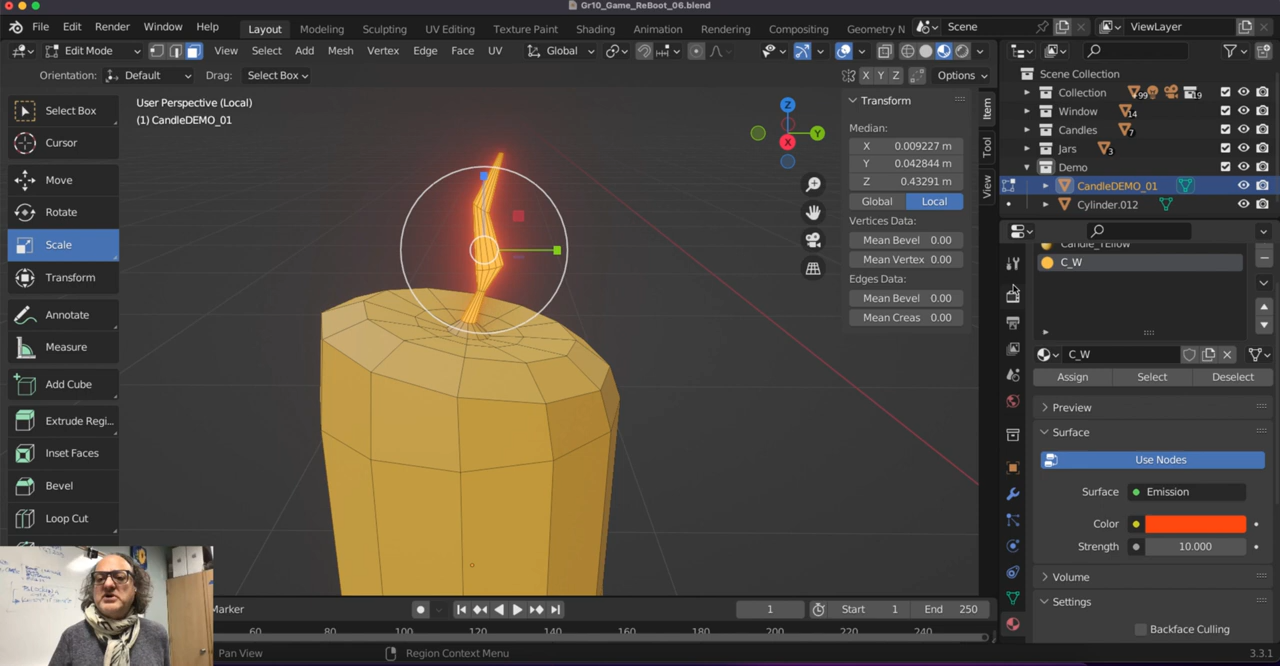 Gr10_Game_ReBoot_06.blend
File Edit Render Window Help Layout Modeling Sculpting UV Editing Texture Paint Shading Animation Rendering Compositing Geometry N Scene ViewLayer
Edit Mode View Select Add Mesh Vertex Edge Face UV Global
Orientation: Default Drag: Select Box X Y Z Options
Select Box
Cursor
Move
Rotate
Scale
Transform
Annotate
Measure
Add Cube
Extrude Regi...
Inset Faces
Bevel
Loop Cut
User Perspective (Local)
(1) CandleDEMO_01
Z
Y
X
Transform
Median:
X 0.009227 m
Y 0.042844 m
Z 0.43291 m
Global Local
Vertices Data:
Mean Bevel 0.00
Mean Vertex 0.00
Edges Data:
Mean Bevel 0.00
Mean Creas 0.00
Item
Tool
View
Scene Collection
Collection 99 19
Window 14
Candles 7
Jars 3
Demo
CandleDEMO_01
Cylinder.012
Candle_YEllow
C_W
C_W
Assign Select Deselect
Preview
Surface
Use Nodes
Surface Emission
Color
Strength 10.000
Volume
Settings
Backface Culling
Marker 1 Start 1 End 250
60 80 100 120 140 160 180 200 220 240
Pan View Region Context Menu 3.3.1